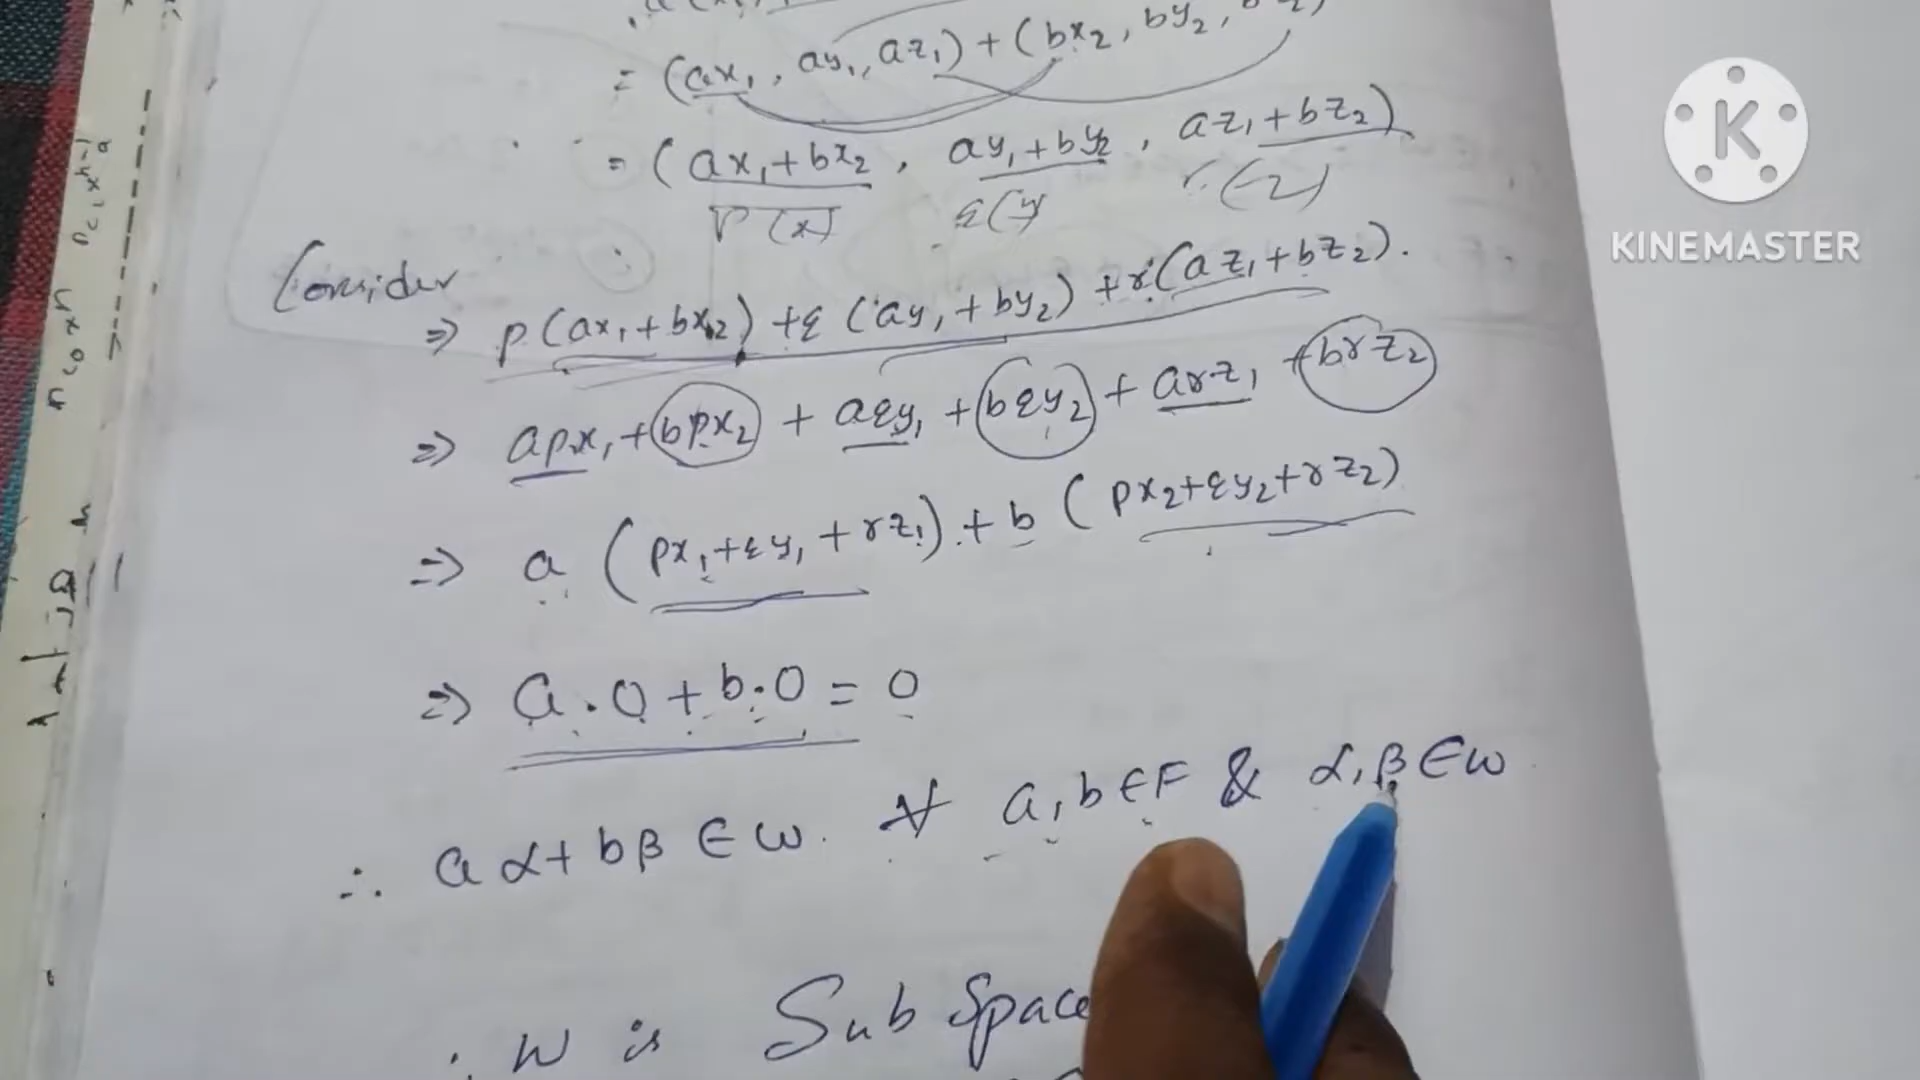 = (ax₁, ay₁, az₁) + (bx₂, by₂,
= (ax₁+bx₂, ay₁+by₂, az₁+bz₂)
P(x) q(y r(z)
Consider
⇒ p(ax₁+bx₂) + q(ay₁+by₂) + r(az₁+bz₂).
⇒ apx₁ + bpx₂ + aqy₁ + bqy₂ + arz₁ + brz₂
⇒ a (px₁+qy₁+rz₁) + b (px₂+qy₂+rz₂)
⇒ a·0 + b·0 = 0
∴ aα+bβ ∈ W. ∀ a,b∈F & α,β∈W
∴ W is Sub Space
K
KINEMASTER